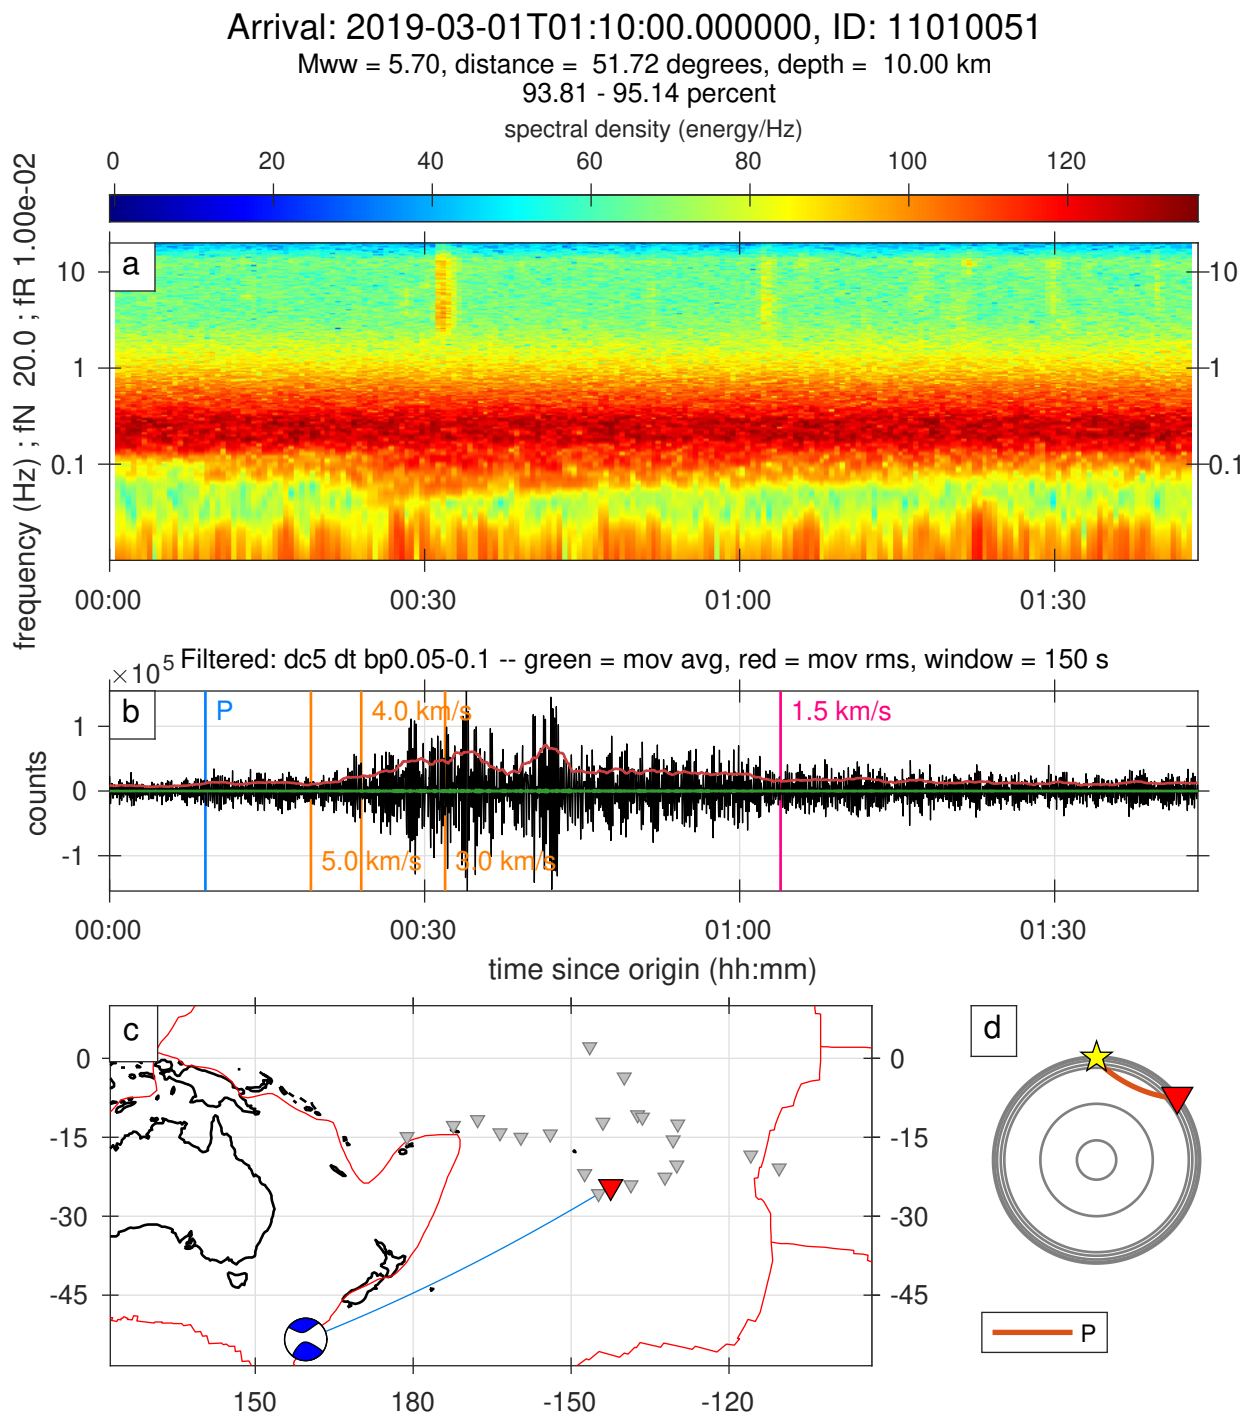 Arrival: 2019-03-01T01:10:00.000000, ID: 11010051
Mww = 5.70, distance =  51.72 degrees, depth =  10.00 km
93.81 - 95.14 percent
spectral density (energy/Hz)
0 20 40 60 80 100 120
frequency (Hz) ; fN  20.0 ; fR 1.00e-02
a
10 10
1 1
0.1 0.1
00:00 00:30 01:00 01:30
×10^5 Filtered: dc5 dt bp0.05-0.1 -- green = mov avg, red = mov rms, window = 150 s
b
P 4.0 km/s 1.5 km/s
counts
1
0
-1
5.0 km/s 3.0 km/s
00:00 00:30 01:00 01:30
time since origin (hh:mm)
c
0 0
-15 -15
-30 -30
-45 -45
150 180 -150 -120
d
P